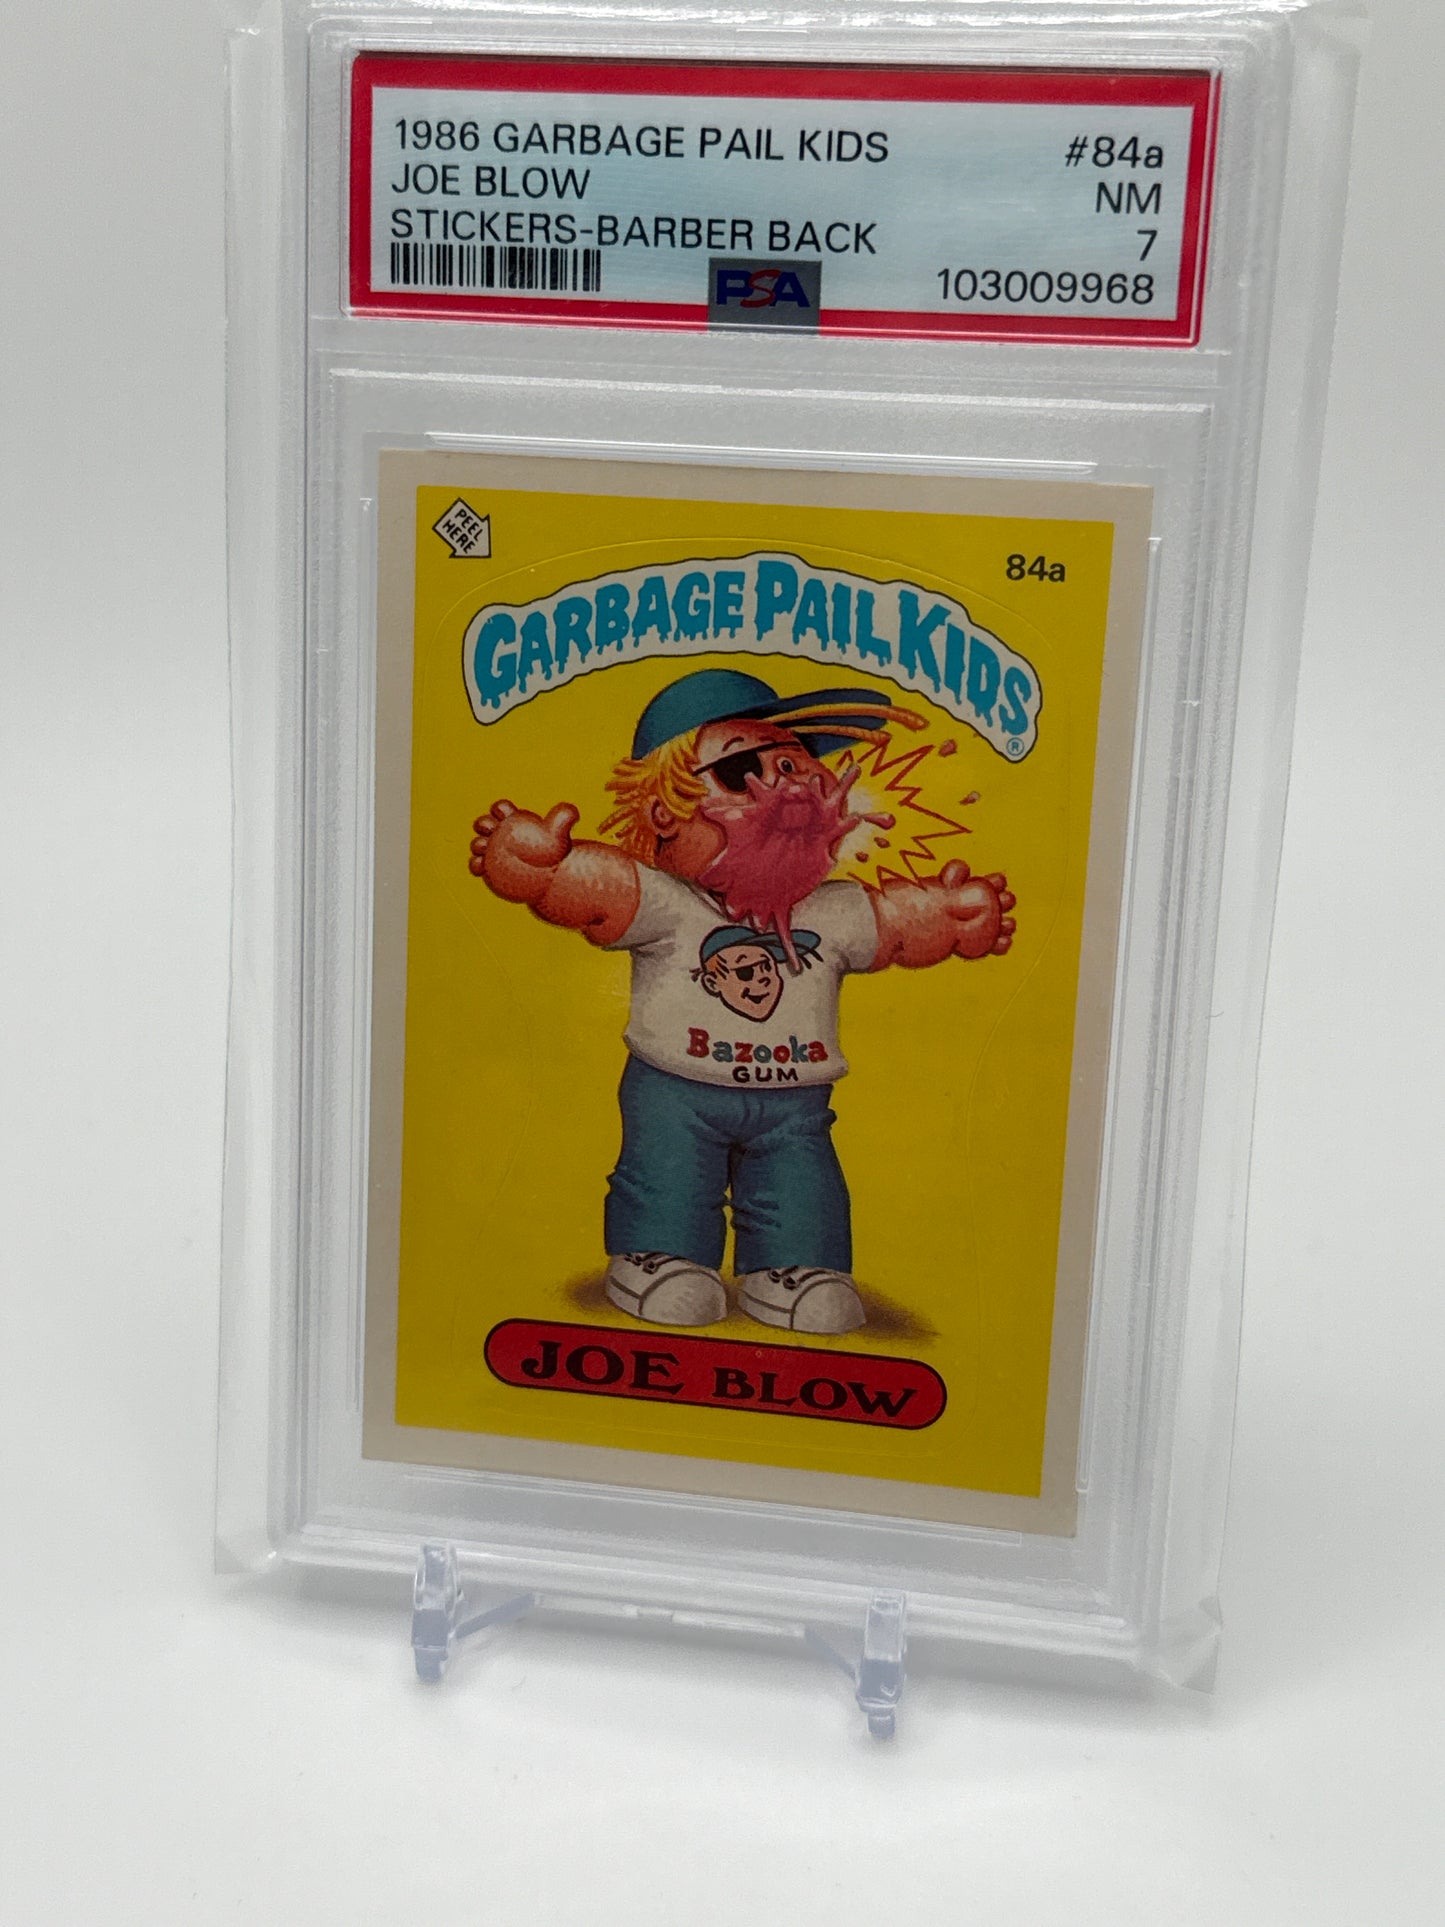 1986 GARBAGE PAIL KIDS #84a
JOE BLOW NM
STICKERS-BARBER BACK 7
PSA 103009968
PEEL
HERE
84a
GARBAGE PAIL KIDS
®
Bazooka
GUM
JOE BLOW